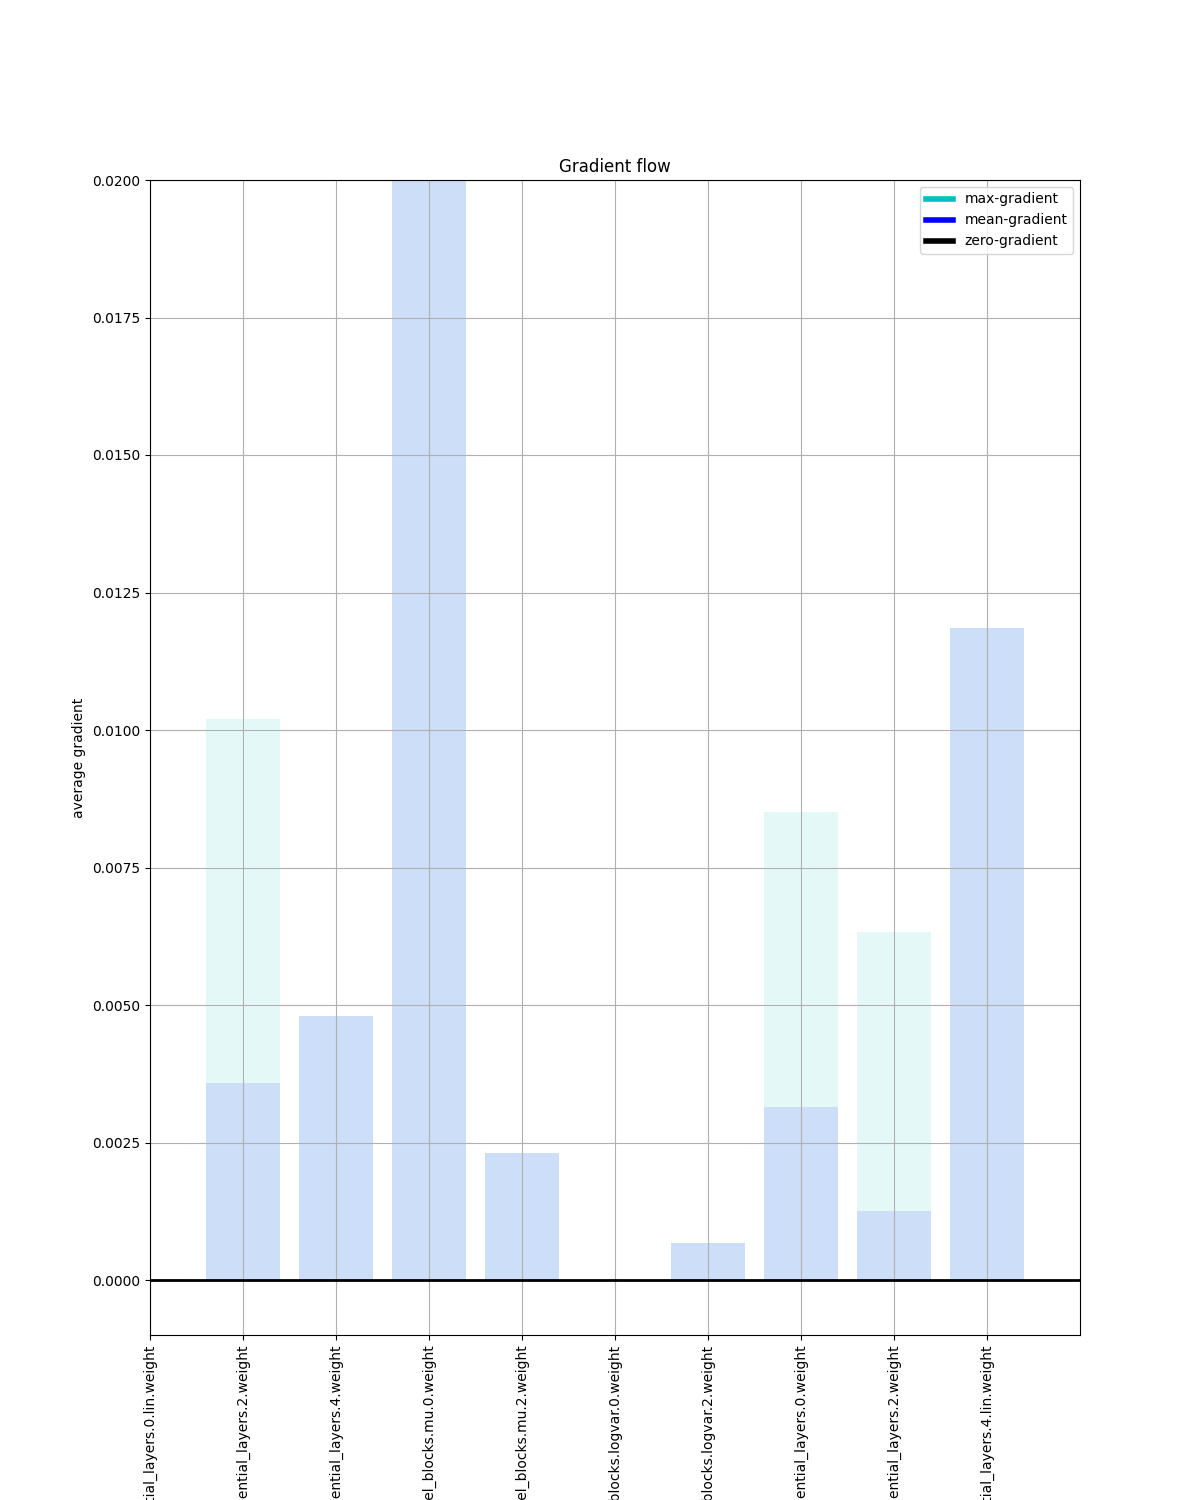 Gradient flow
max-gradient
mean-gradient
zero-gradient
average gradient
0.0200
0.0175
0.0150
0.0125
0.0100
0.0075
0.0050
0.0025
0.0000
tial_layers.0.lin.weight
ential_layers.2.weight
ential_layers.4.weight
el_blocks.mu.0.weight
el_blocks.mu.2.weight
blocks.logvar.0.weight
blocks.logvar.2.weight
ential_layers.0.weight
ential_layers.2.weight
tial_layers.4.lin.weight